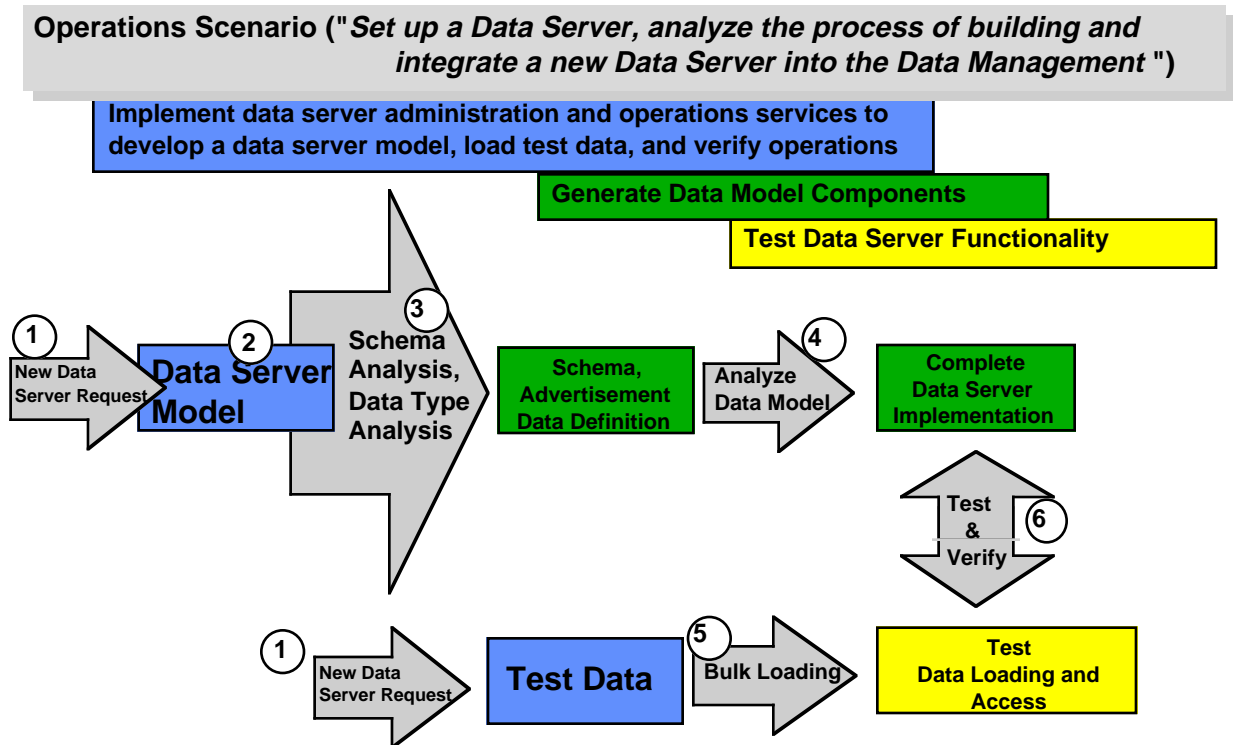 Operations Scenario ("Set up a Data Server, analyze the process of building and
integrate a new Data Server into the Data Management ")
Implement data server administration and operations services to
develop a data server model, load test data, and verify operations
Generate Data Model Components
Test Data Server Functionality
1
New Data
Server Request
2
Data Server
Model
3
Schema
Analysis,
Data Type
Analysis
Schema,
Advertisement
Data Definition
4
Analyze
Data Model
Complete
Data Server
Implementation
Test
&
Verify
6
1
New Data
Server Request
Test Data
5
Bulk Loading
Test
Data Loading and
Access